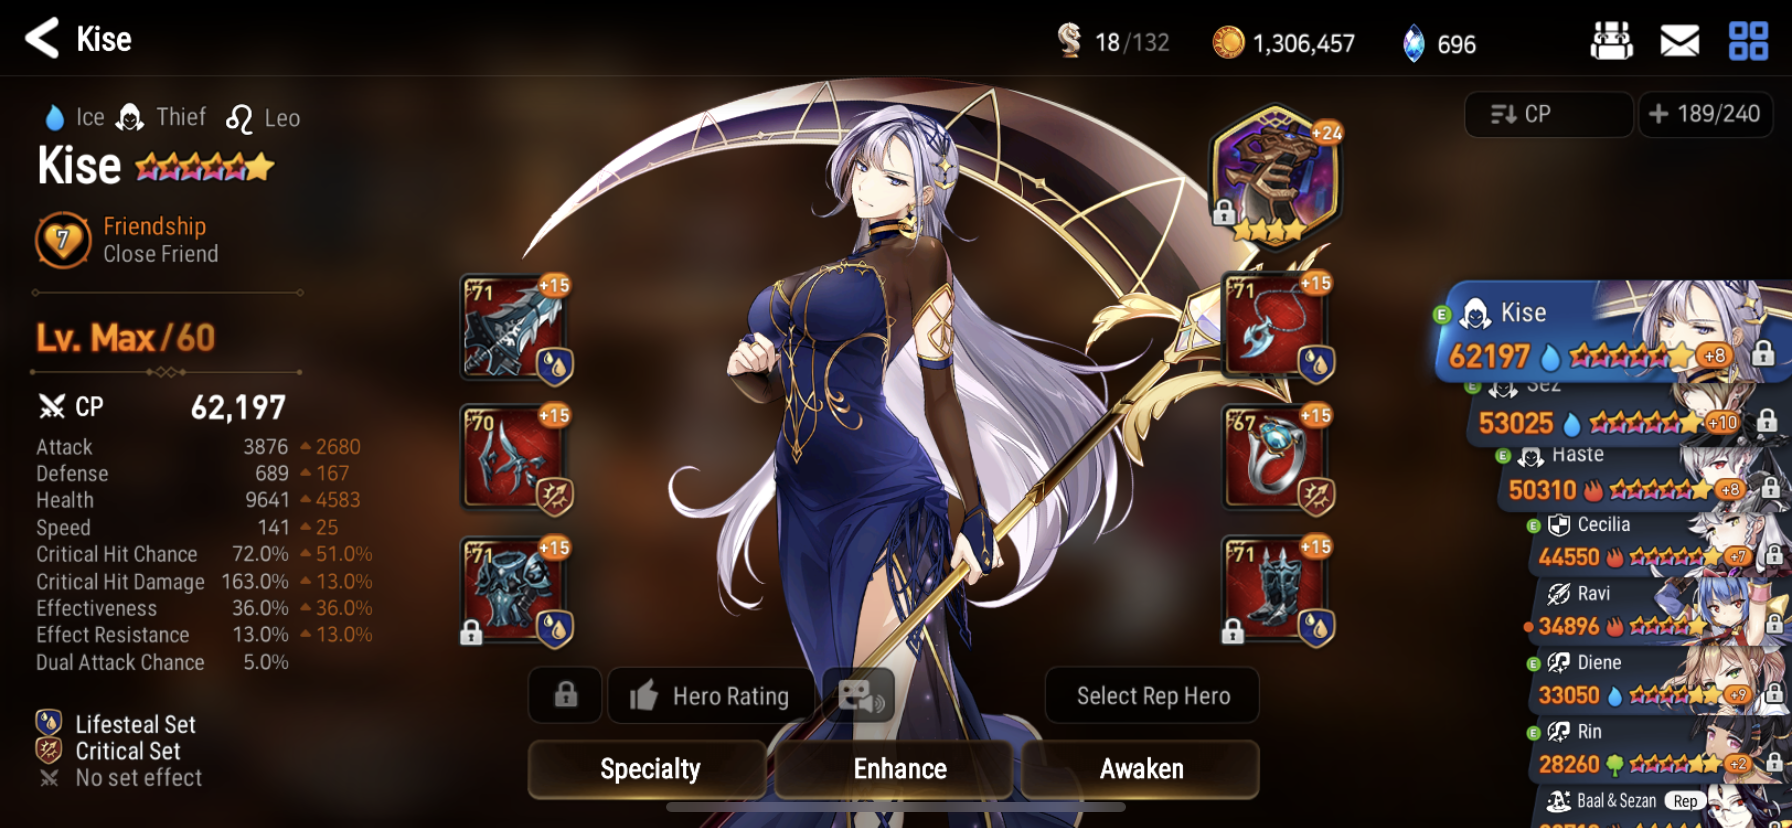 Kise
18/132
1,306,457
696
Ice Thief Leo
CP
189/240
Kise
+24
7
Friendship
Close Friend
Lv. Max/60
CP 62,197
Attack 3876 2680
Defense 689 167
Health 9641 4583
Speed 141 25
Critical Hit Chance 72.0% 51.0%
Critical Hit Damage 163.0% 13.0%
Effectiveness 36.0% 36.0%
Effect Resistance 13.0% 13.0%
Dual Attack Chance 5.0%
Lifesteal Set
Critical Set
No set effect
71 +15
70 +15
71 +15
71 +15
67 +15
71 +15
Hero Rating
Select Rep Hero
Specialty
Enhance
Awaken
E Kise
62197 +8
E Sez
53025 +10
E Haste
50310 +8
E Cecilia
44550 +7
Ravi
34896
E Diene
33050 +9
E Rin
28260 +2
Baal & Sezan Rep